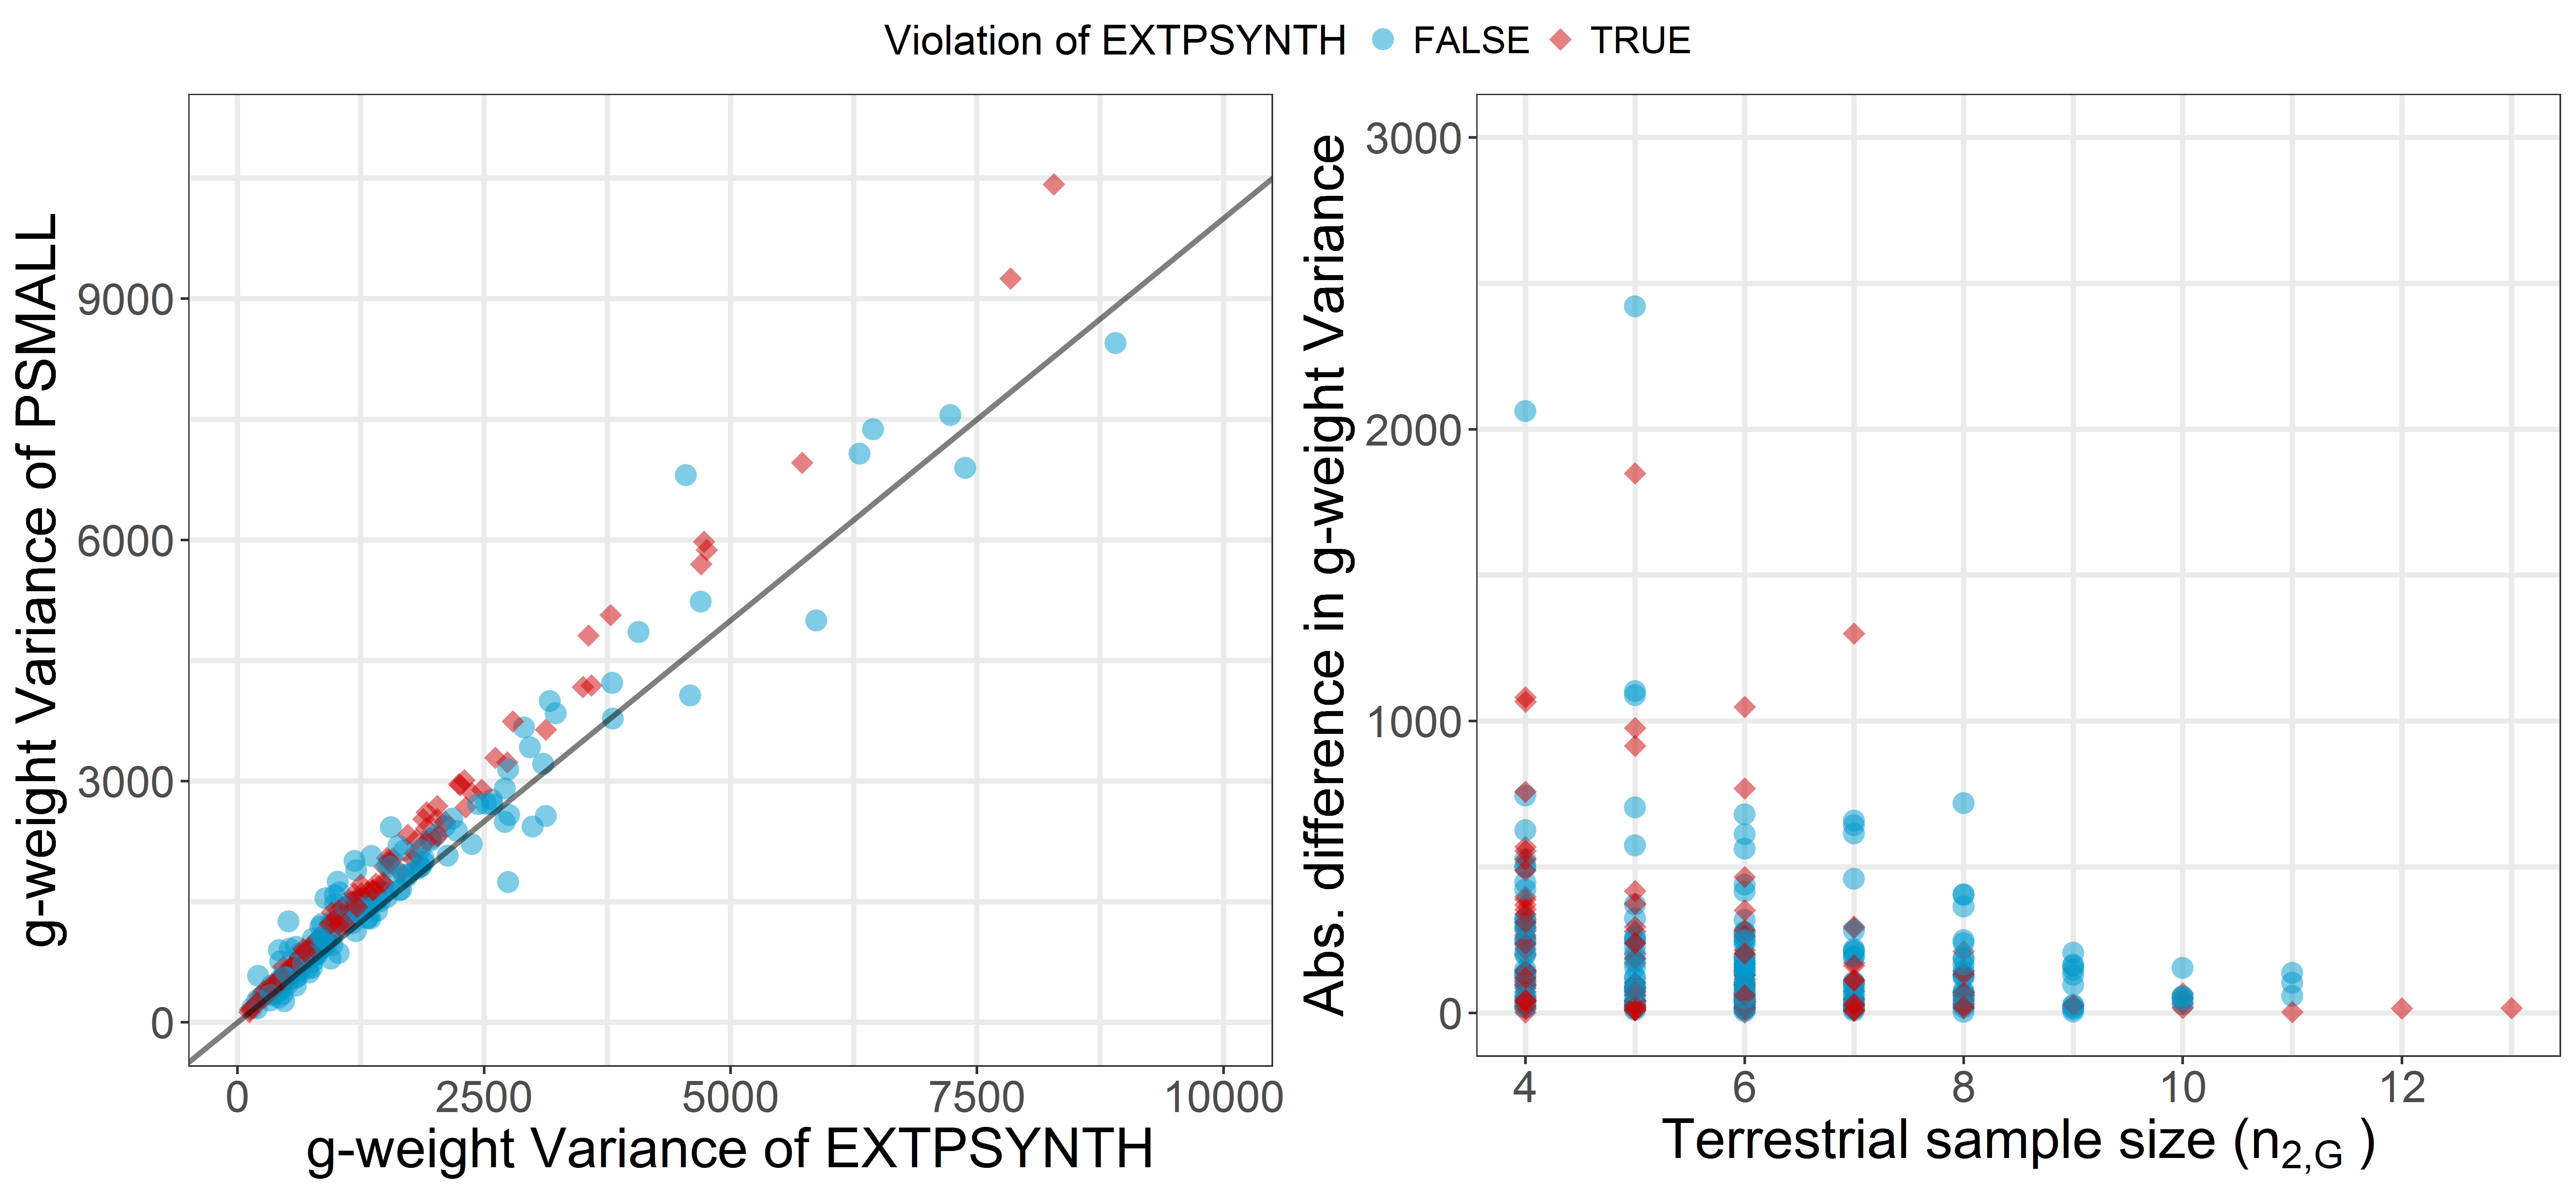 Violation of EXTPSYNTH FALSE TRUE
g-weight Variance of PSMALL
9000
6000
3000
0
0 2500 5000 7500 10000
g-weight Variance of EXTPSYNTH
Abs. difference in g-weight Variance
3000
2000
1000
0
4 6 8 10 12
Terrestrial sample size (n2,G )